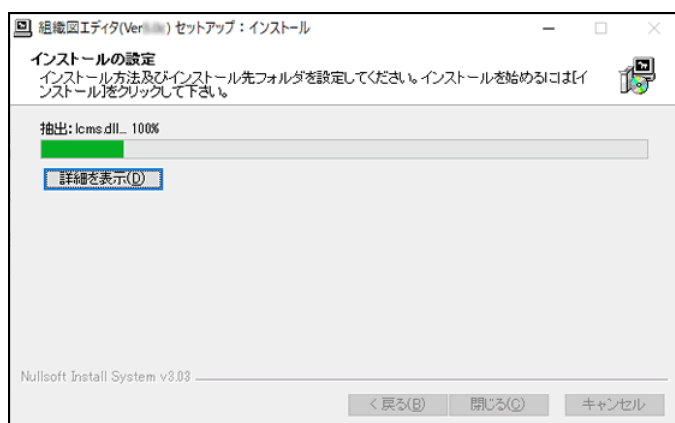 組織図エディタ(Ver ) セットアップ:インストール
インストールの設定
インストール方法及びインストール先フォルダを設定してください。インストールを始めるには[イ
ンストール]をクリックして下さい。
抽出: lcms.dll... 100%
詳細を表示(D)
Nullsoft Install System v3.03
< 戻る(B)
閉じる(C)
キャンセル